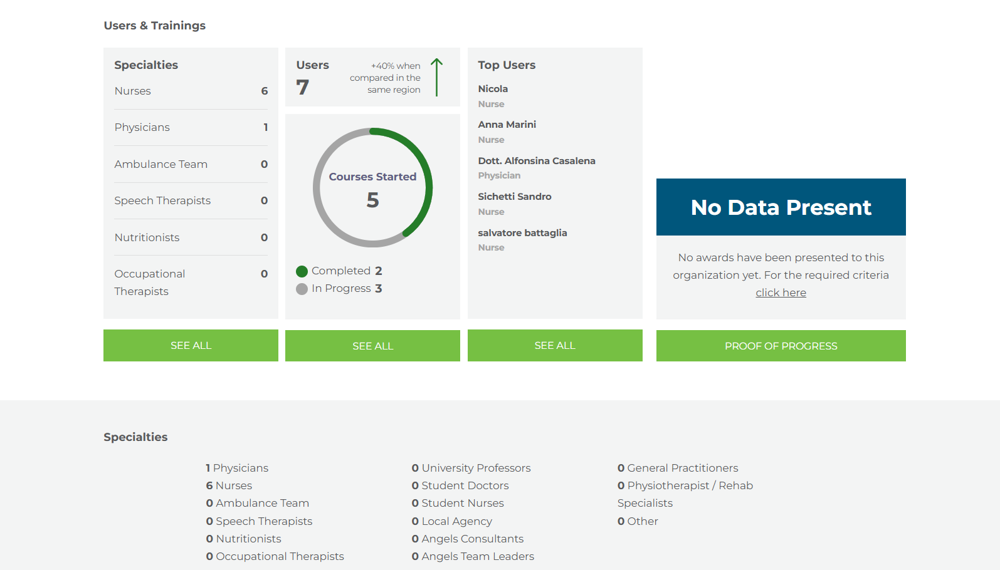 Users & Trainings
Specialties
Nurses 6
Physicians 1
Ambulance Team 0
Speech Therapists 0
Nutritionists 0
Occupational 0
Therapists
SEE ALL
Users
7
+40% when
compared in the
same region
Courses Started
5
Completed 2
In Progress 3
SEE ALL
Top Users
Nicola
Nurse
Anna Marini
Nurse
Dott. Alfonsina Casalena
Physician
Sichetti Sandro
Nurse
salvatore battaglia
Nurse
SEE ALL
No Data Present
No awards have been presented to this
organization yet. For the required criteria
click here
PROOF OF PROGRESS
Specialties
1 Physicians
6 Nurses
0 Ambulance Team
0 Speech Therapists
0 Nutritionists
0 Occupational Therapists
0 University Professors
0 Student Doctors
0 Student Nurses
0 Local Agency
0 Angels Consultants
0 Angels Team Leaders
0 General Practitioners
0 Physiotherapist / Rehab
Specialists
0 Other